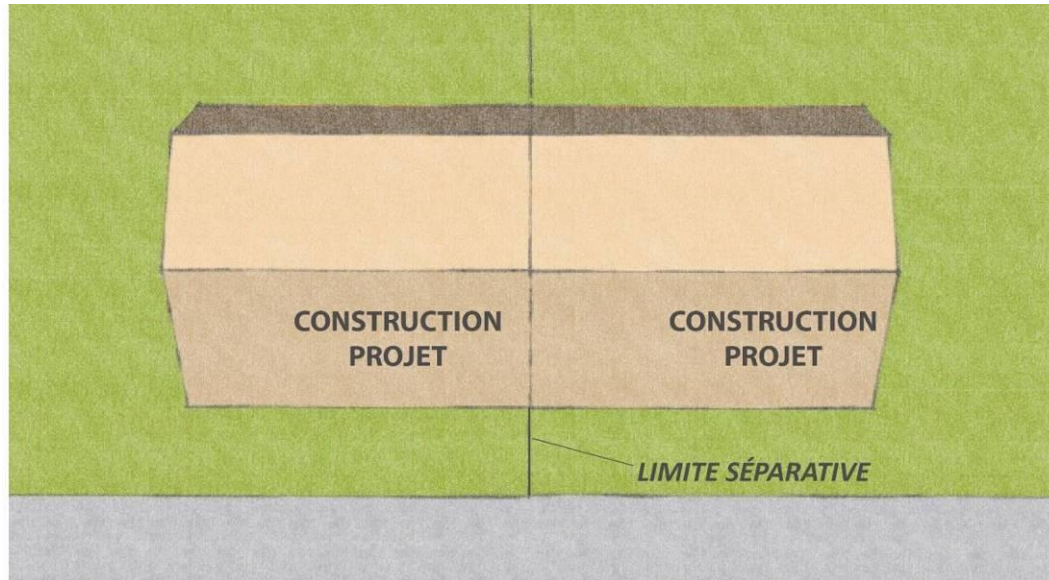 CONSTRUCTION
PROJET
CONSTRUCTION
PROJET
LIMITE SÉPARATIVE